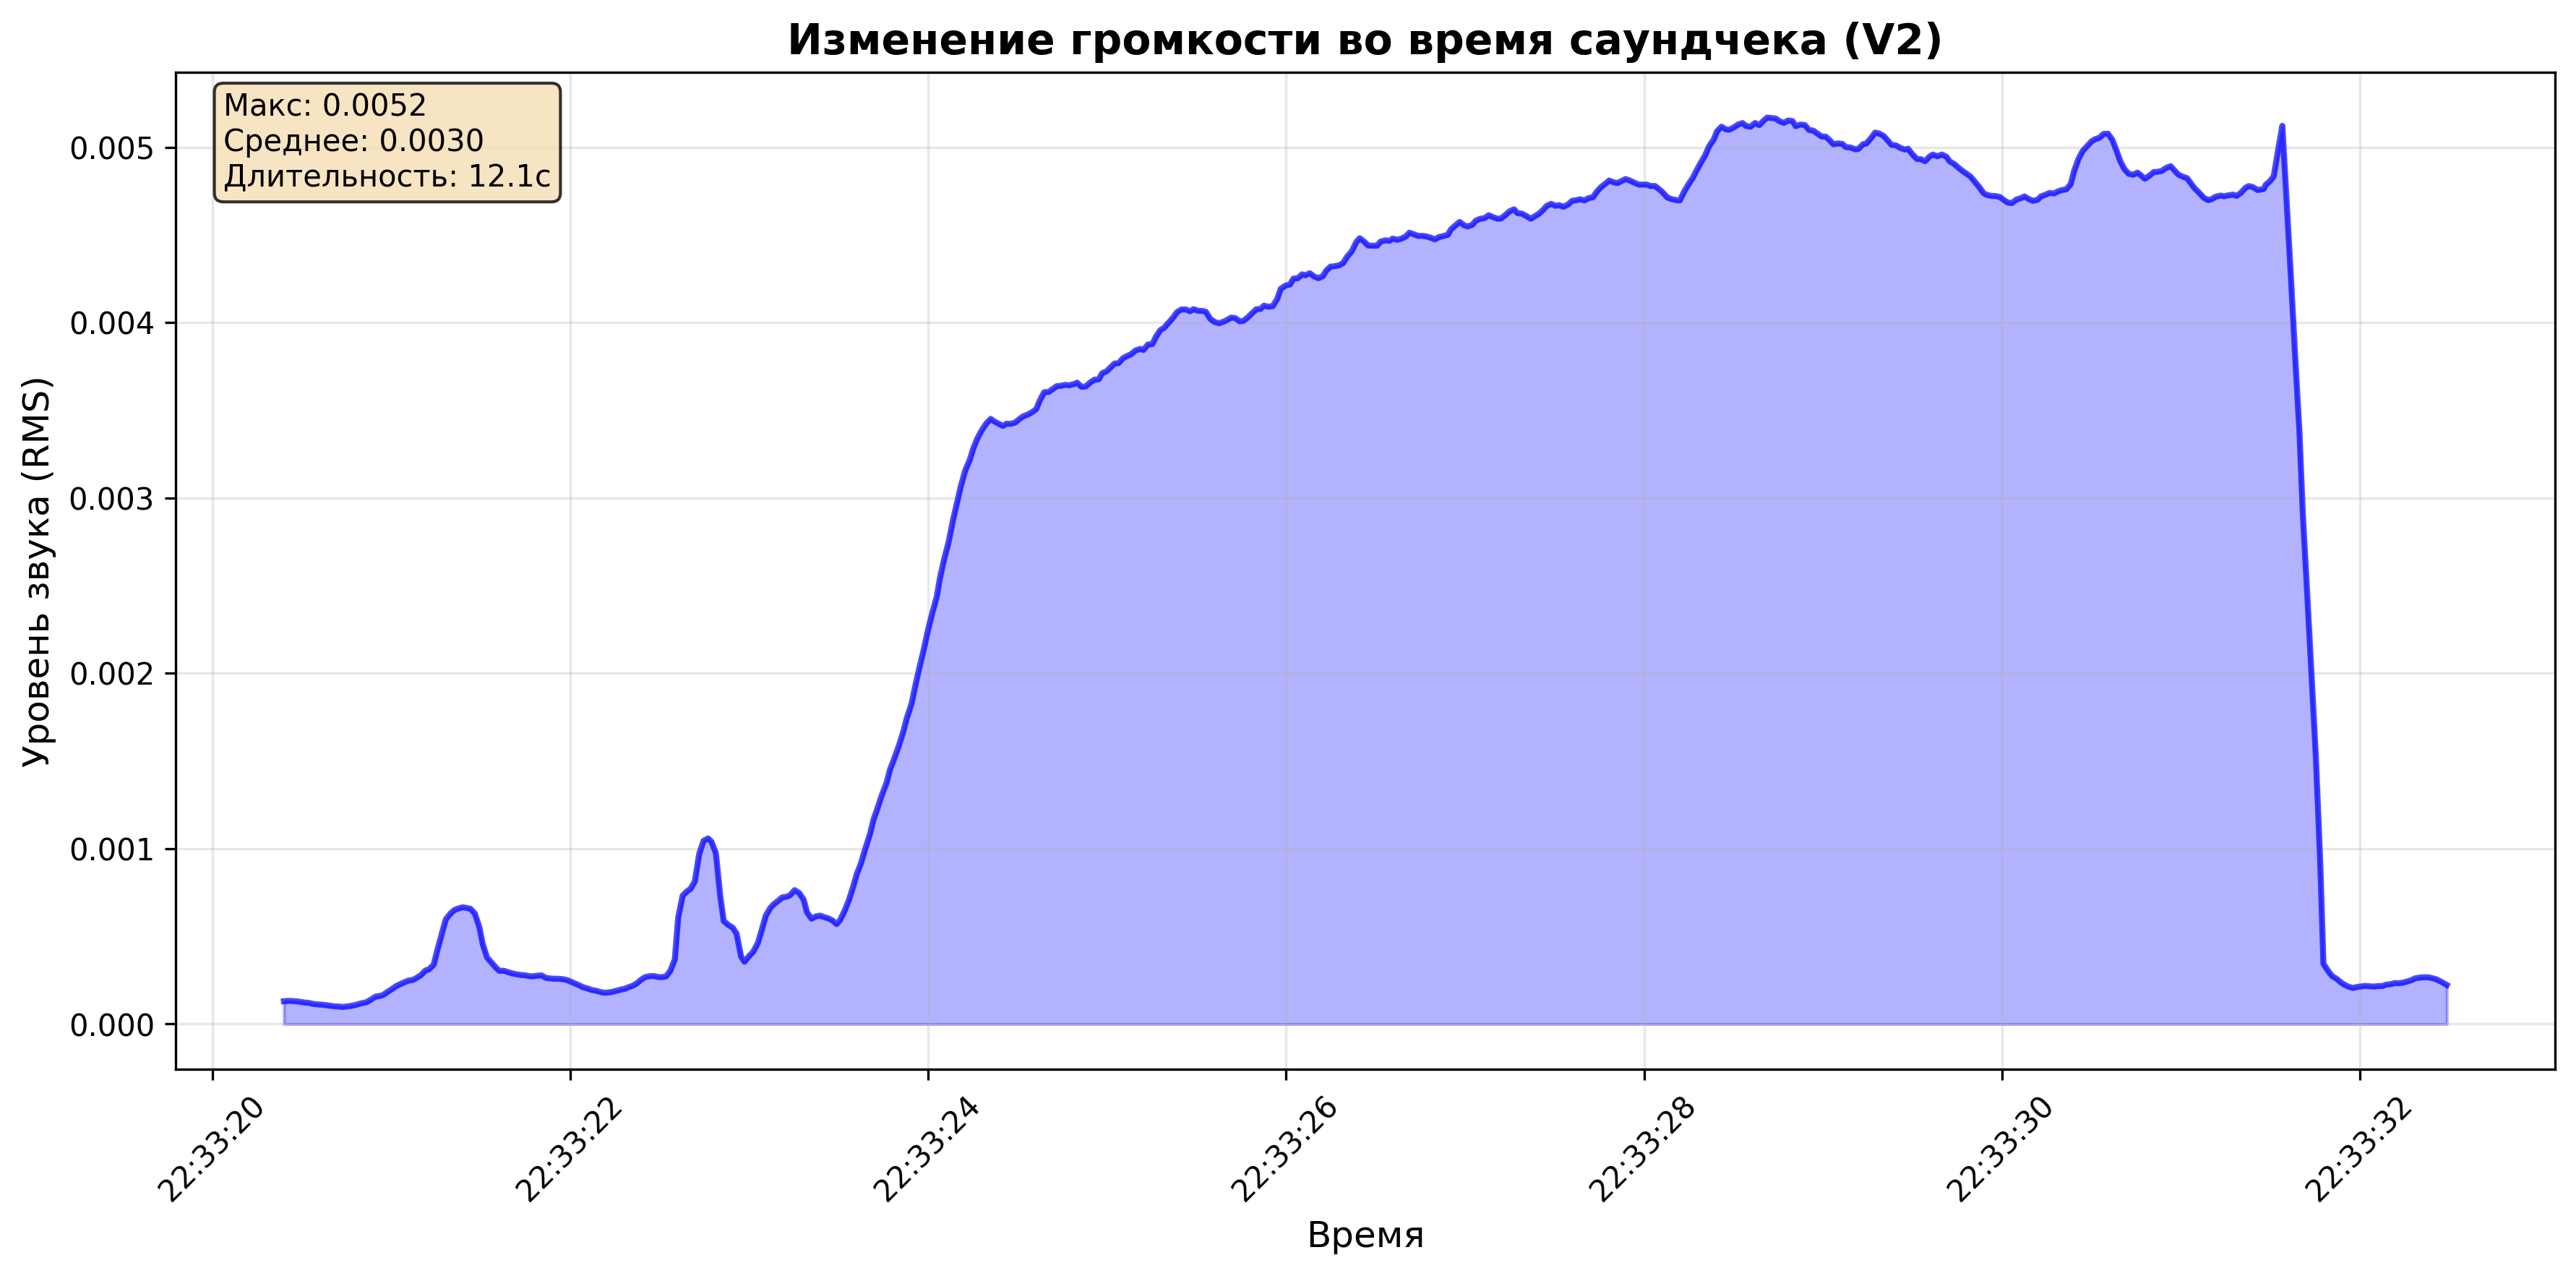 Изменение громкости во время саундчека (V2)
Макс: 0.0052
Среднее: 0.0030
Длительность: 12.1с
Уровень звука (RMS)
0.005
0.004
0.003
0.002
0.001
0.000
22:33:20
22:33:22
22:33:24
22:33:26
22:33:28
22:33:30
22:33:32
Время